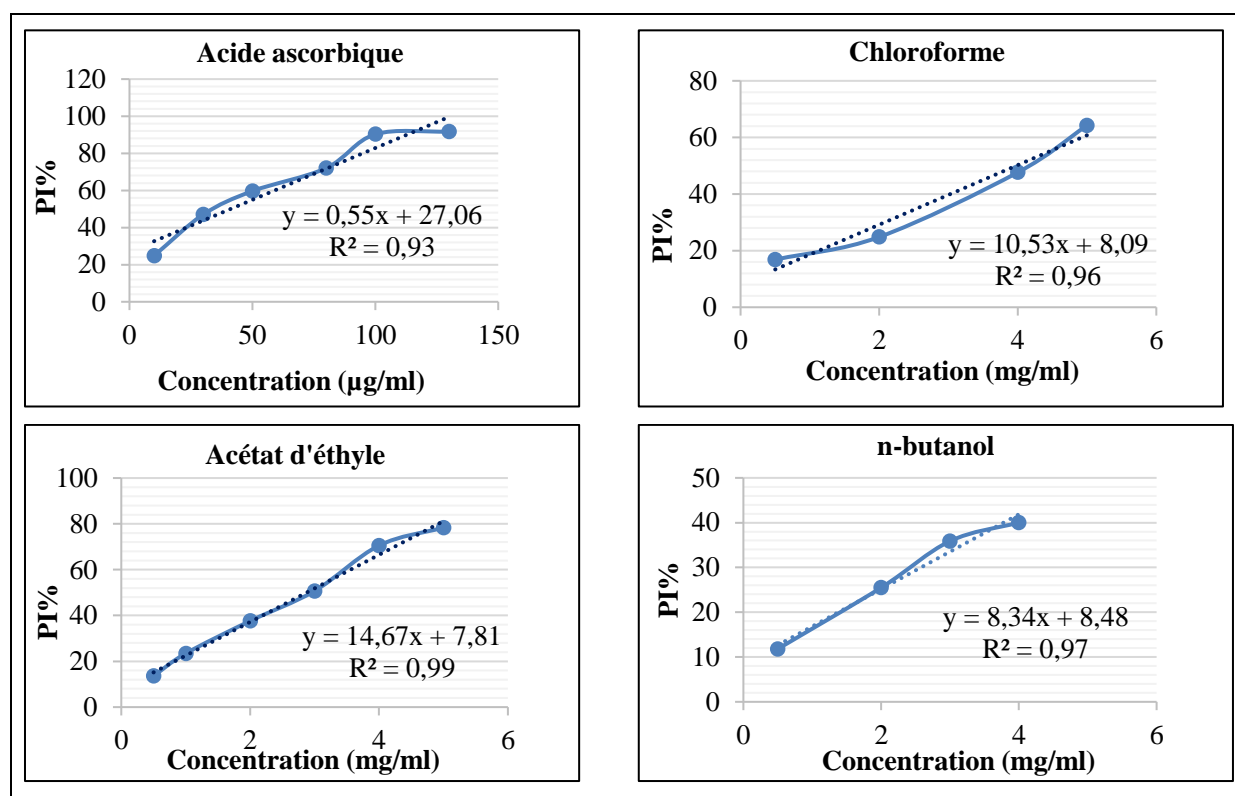 Acide ascorbique
PI%
120
100
80
60
40
20
0
y = 0,55x + 27,06
R² = 0,93
0 50 100 150
Concentration (µg/ml)
Chloroforme
PI%
80
60
40
20
0
y = 10,53x + 8,09
R² = 0,96
0 2 4 6
Concentration (mg/ml)
Acétat d'éthyle
PI%
100
80
60
40
20
0
y = 14,67x + 7,81
R² = 0,99
0 2 4 6
Concentration (mg/ml)
n-butanol
PI%
50
40
30
20
10
0
y = 8,34x + 8,48
R² = 0,97
0 2 4 6
Concentration (mg/ml)